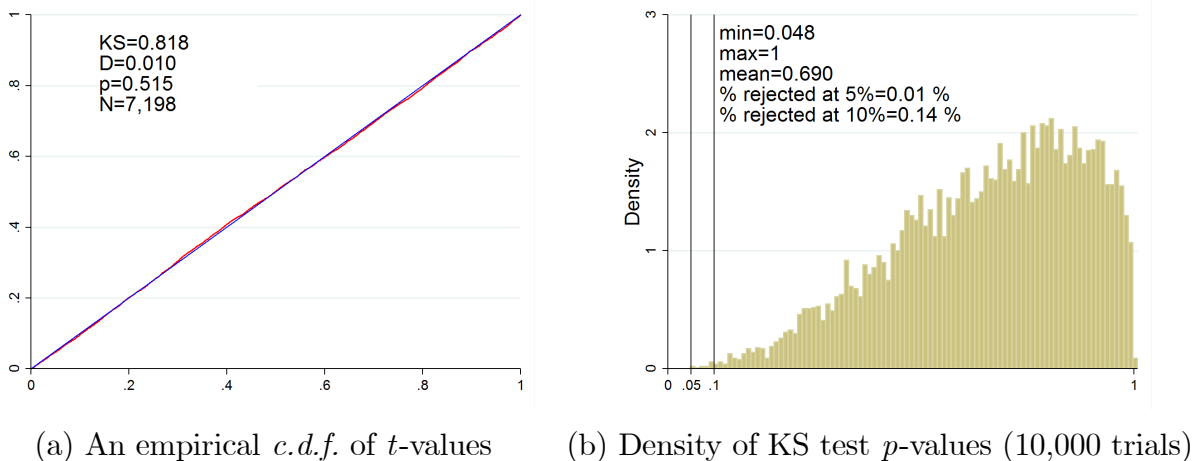 KS=0.818
D=0.010
p=0.515
N=7,198
1
.8
.6
.4
.2
0
0 .2 .4 .6 .8 1
(a) An empirical c.d.f. of t-values
min=0.048
max=1
mean=0.690
% rejected at 5%=0.01 %
% rejected at 10%=0.14 %
Density
3
2
1
0
0 .05 .1 1
(b) Density of KS test p-values (10,000 trials)